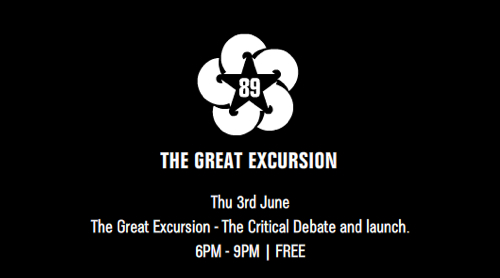 89
THE GREAT EXCURSION
Thu 3rd June
The Great Excursion - The Critical Debate and launch.
6PM - 9PM | FREE